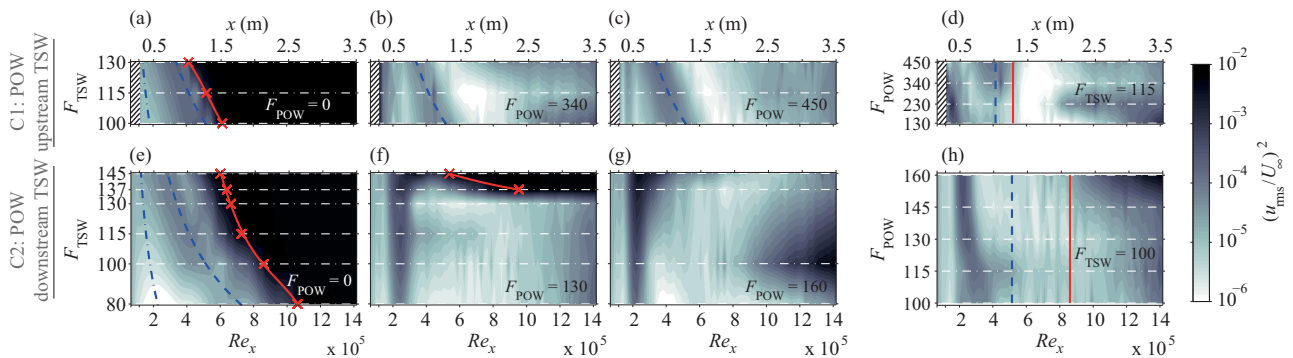 (a) (b) (c) (d)
x (m) x (m) x (m) x (m)
0.5 1.5 2.5 3.5 0.5 1.5 2.5 3.5 0.5 1.5 2.5 3.5 0.5 1.5 2.5 3.5
C1: POW
upstream TSW
F_TSW
130
115
100
F_POW = 0
F_POW = 340
F_POW = 450
F_POW
450
340
230
130
F_TSW = 115
(e) (f) (g) (h)
C2: POW
downstream TSW
F_TSW
145
137
130
115
100
80
F_POW = 0
F_POW = 130
F_POW = 160
F_POW
160
145
130
115
100
F_TSW = 100
2 4 6 8 10 12 14 2 4 6 8 10 12 14 2 4 6 8 10 12 14 2 4 6 8 10 12 14
Re_x x 10^5 Re_x x 10^5 Re_x x 10^5 Re_x x 10^5
10^-2
10^-3
10^-4
10^-5
10^-6
(u_rms/U_∞)^2